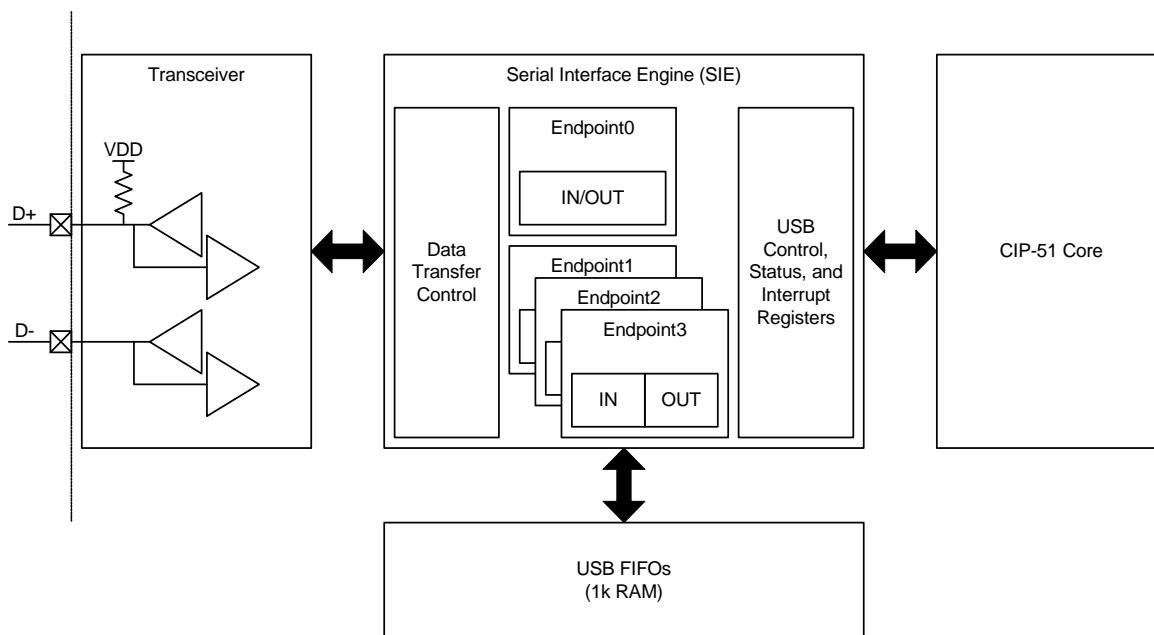 Transceiver
VDD
D+
D-
Serial Interface Engine (SIE)
Data
Transfer
Control
Endpoint0
IN/OUT
Endpoint1
Endpoint2
Endpoint3
IN
OUT
USB
Control,
Status, and
Interrupt
Registers
CIP-51 Core
USB FIFOs
(1k RAM)